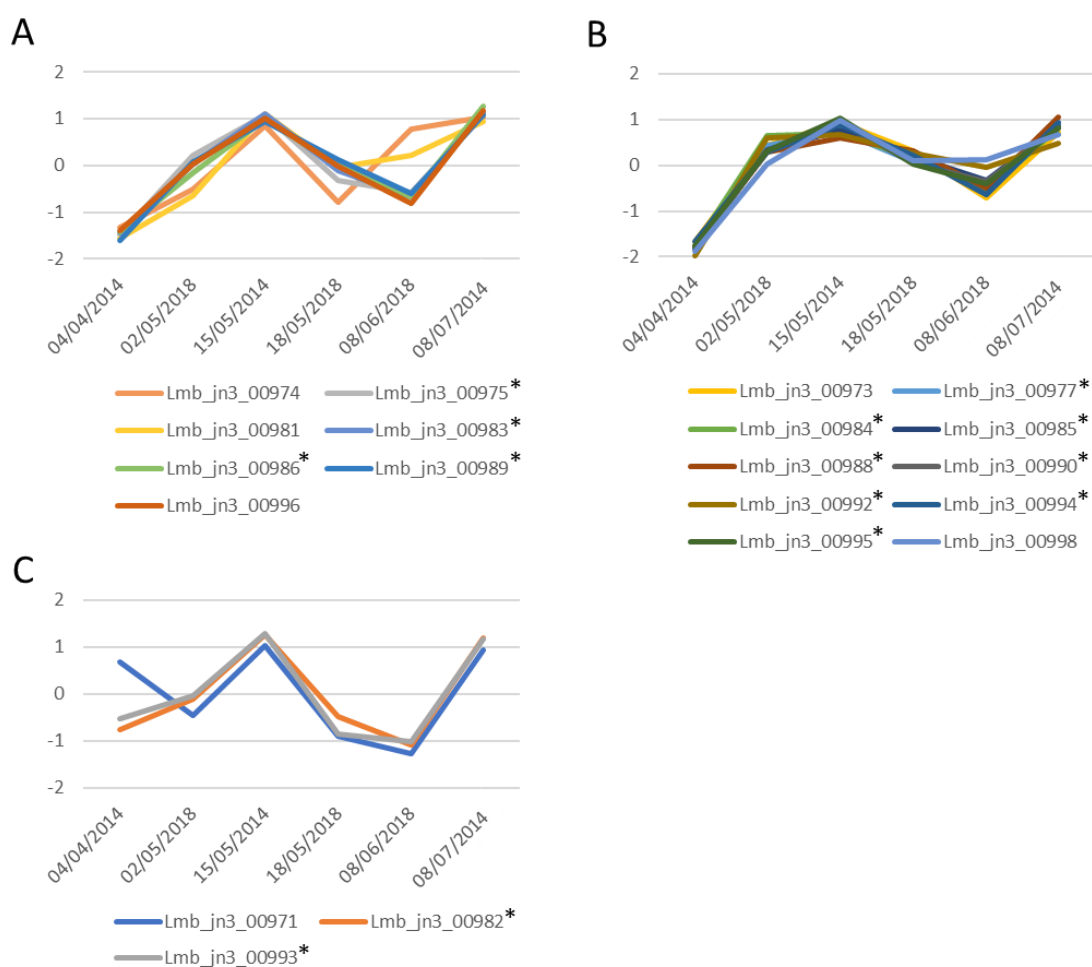 A
2
1
0
-1
-2
04/04/2014
02/05/2018
15/05/2014
18/05/2018
08/06/2018
08/07/2014
Lmb_jn3_00974 Lmb_jn3_00975*
Lmb_jn3_00981 Lmb_jn3_00983*
Lmb_jn3_00986* Lmb_jn3_00989*
Lmb_jn3_00996
B
2
1
0
-1
-2
04/04/2014
02/05/2018
15/05/2014
18/05/2018
08/06/2018
08/07/2014
Lmb_jn3_00973 Lmb_jn3_00977*
Lmb_jn3_00984* Lmb_jn3_00985*
Lmb_jn3_00988* Lmb_jn3_00990*
Lmb_jn3_00992* Lmb_jn3_00994*
Lmb_jn3_00995* Lmb_jn3_00998
C
2
1
0
-1
-2
04/04/2014
02/05/2018
15/05/2014
18/05/2018
08/06/2018
08/07/2014
Lmb_jn3_00971 Lmb_jn3_00982*
Lmb_jn3_00993*